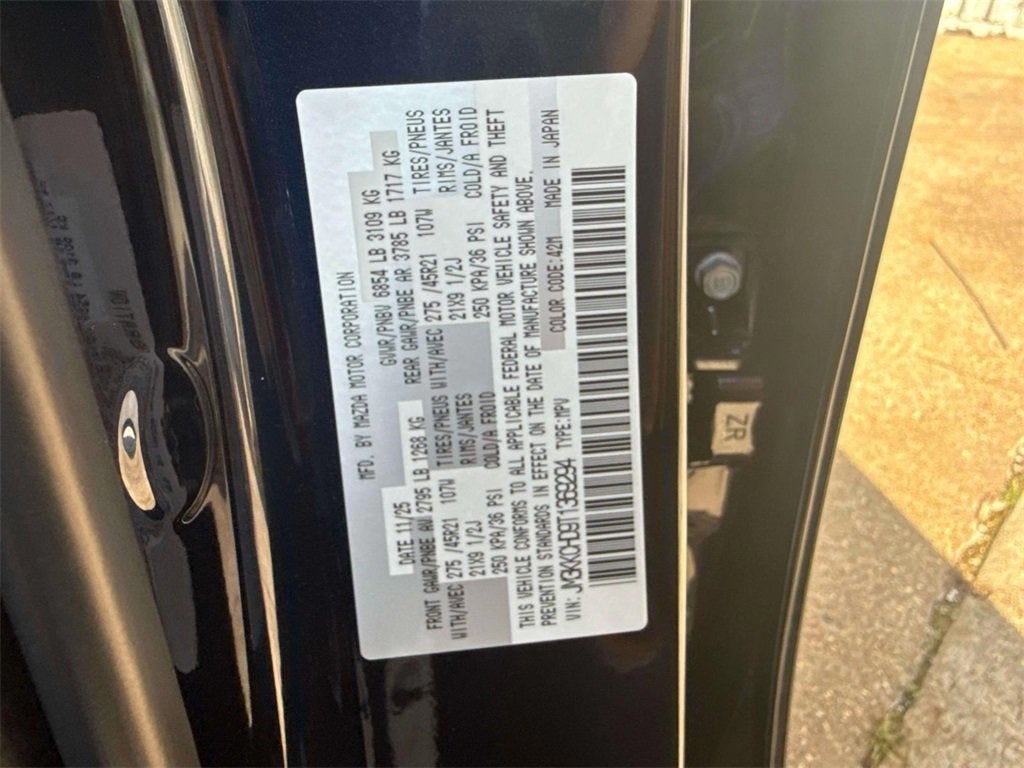 MFD. BY MAZDA MOTOR CORPORATION
DATE 11/25 GVWR/PNBV 6854 LB 3109 KG
FRONT GAWR/PNBE AV 2795 LB 1268 KG REAR GAWR/PNBE AR 3785 LB 1717 KG
WITH/AVEC 275 /45R21 107W TIRES/PNEUS WITH/AVEC 275 /45R21 107W TIRES/PNEUS
21X9 1/2J RIMS/JANTES 21X9 1/2J RIMS/JANTES
250 KPA/36 PSI COLD/A FROID 250 KPA/36 PSI COLD/A FROID
THIS VEHICLE CONFORMS TO ALL APPLICABLE FEDERAL MOTOR VEHICLE SAFETY AND THEFT
PREVENTION STANDARDS IN EFFECT ON THE DATE OF MANUFACTURE SHOWN ABOVE.
VIN: JM3KKCHD9T1369294 TYPE:MPV COLOR CODE:42M MADE IN JAPAN
ZR